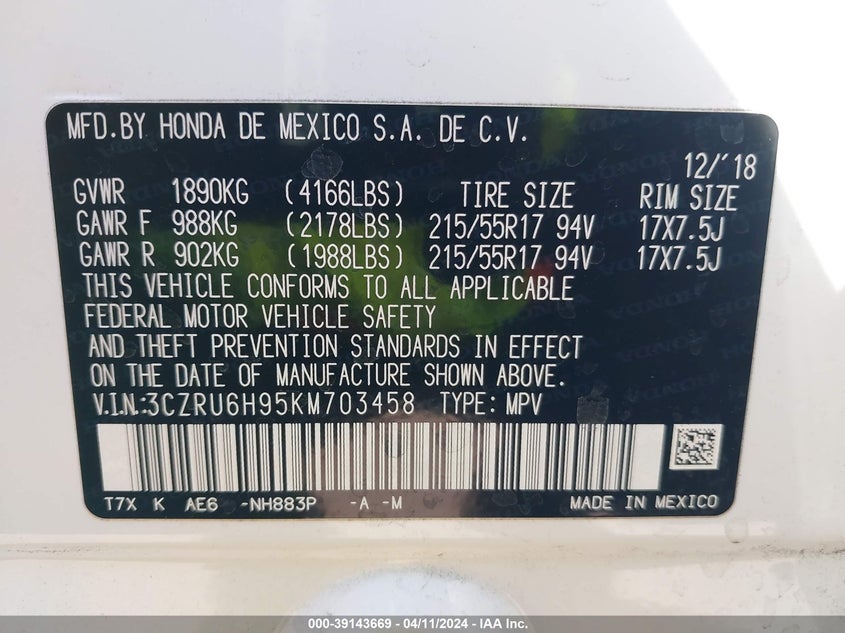 MFD.BY HONDA DE MEXICO S.A. DE C.V.
12/'18
GVWR 1890KG (4166LBS) TIRE SIZE RIM SIZE
GAWR F 988KG (2178LBS) 215/55R17 94V 17X7.5J
GAWR R 902KG (1988LBS) 215/55R17 94V 17X7.5J
THIS VEHICLE CONFORMS TO ALL APPLICABLE
FEDERAL MOTOR VEHICLE SAFETY
AND THEFT PREVENTION STANDARDS IN EFFECT
ON THE DATE OF MANUFACTURE SHOWN ABOVE.
V.I.N.:3CZRU6H95KM703458 TYPE: MPV
T7X K AE6 -NH883P -A -M MADE IN MEXICO
000-39143669 - 04/11/2024 - IAA Inc.